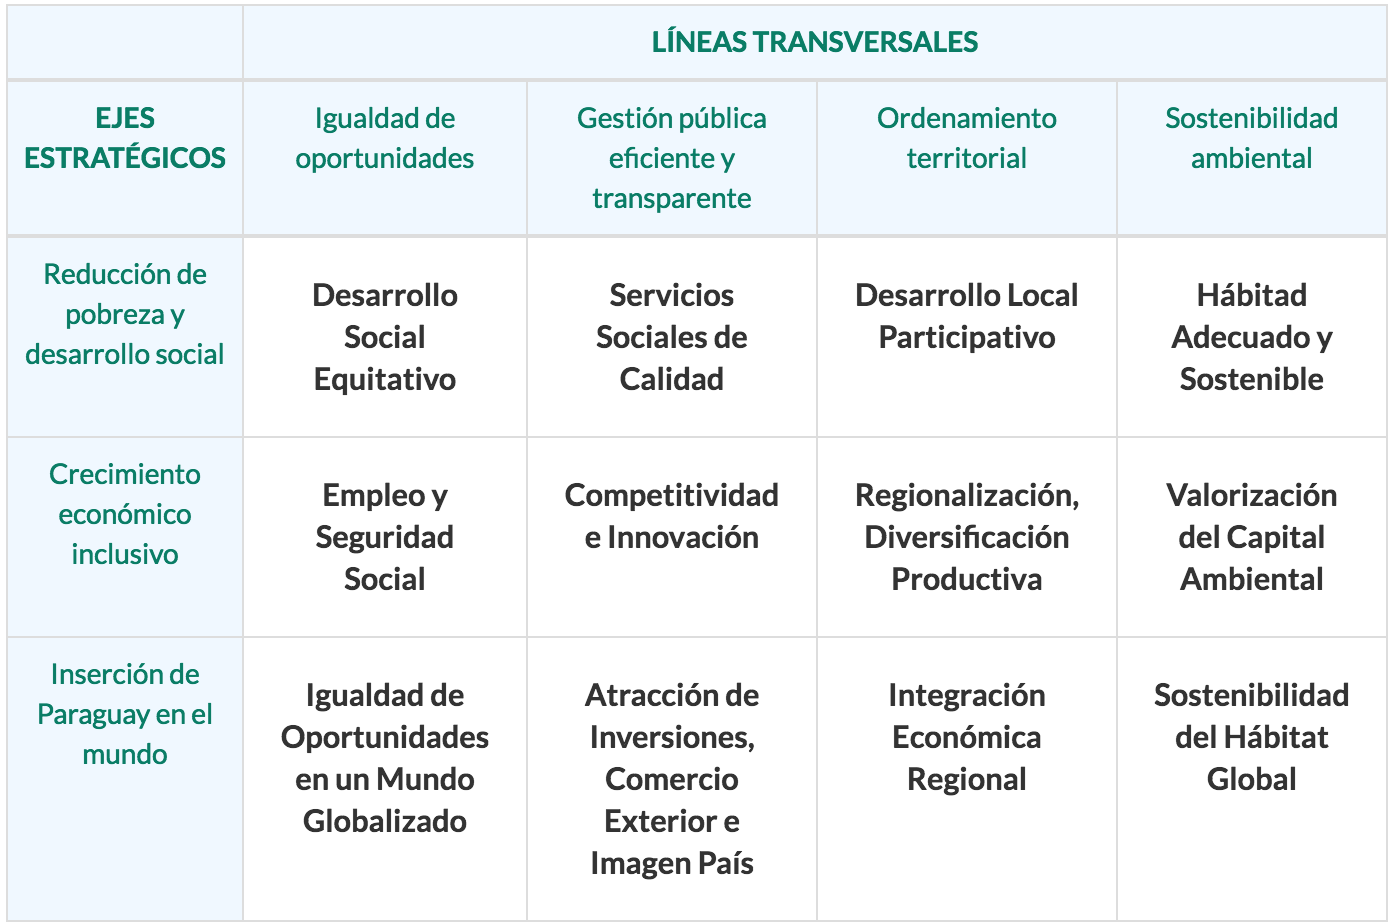 LÍNEAS TRANSVERSALES
EJES
ESTRATÉGICOS
Igualdad de
oportunidades
Gestión pública
eficiente y
transparente
Ordenamiento
territorial
Sostenibilidad
ambiental
Reducción de
pobreza y
desarrollo social
Desarrollo
Social
Equitativo
Servicios
Sociales de
Calidad
Desarrollo Local
Participativo
Hábitad
Adecuado y
Sostenible
Crecimiento
económico
inclusivo
Empleo y
Seguridad
Social
Competitividad
e Innovación
Regionalización,
Diversificación
Productiva
Valorización
del Capital
Ambiental
Inserción de
Paraguay en el
mundo
Igualdad de
Oportunidades
en un Mundo
Globalizado
Atracción de
Inversiones,
Comercio
Exterior e
Imagen País
Integración
Económica
Regional
Sostenibilidad
del Hábitat
Global